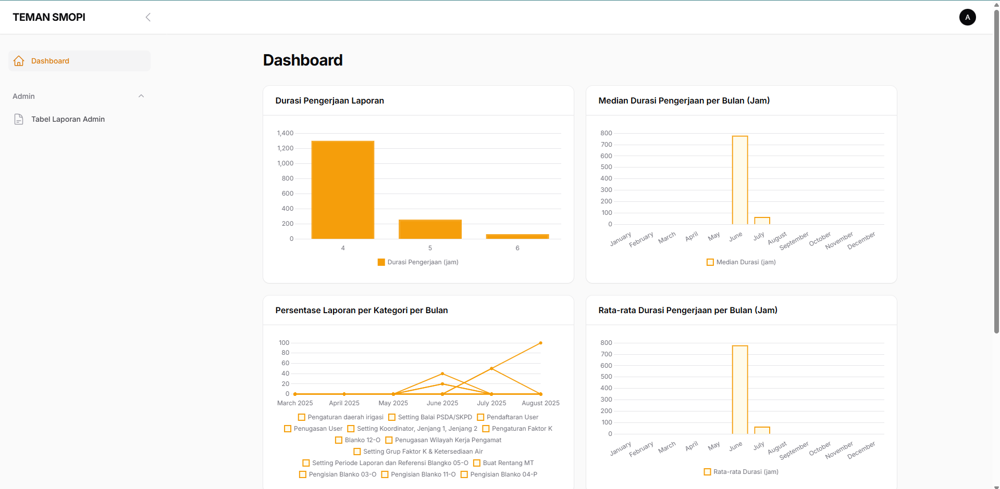 TEMAN SMOPI
A
Dashboard
Admin
Tabel Laporan Admin
Dashboard
Durasi Pengerjaan Laporan
1,400
1,200
1,000
800
600
400
200
0
4 5 6
Durasi Pengerjaan (jam)
Median Durasi Pengerjaan per Bulan (Jam)
800
700
600
500
400
300
200
100
0
January February March April May June July August September October November December
Median Durasi (jam)
Persentase Laporan per Kategori per Bulan
100
80
60
40
20
0
March 2025 April 2025 May 2025 June 2025 July 2025 August 2025
Pengaturan daerah irigasi Setting Balai PSDA/SKPD Pendaftaran User
Penugasan User Setting Koordinator, Jenjang 1, Jenjang 2 Pengaturan Faktor K
Blanko 12-O Penugasan Wilayah Kerja Pengamat
Setting Grup Faktor K & Ketersediaan Air
Setting Periode Laporan dan Referensi Blangko 05-O Buat Rentang MT
Pengisian Blanko 03-O Pengisian Blanko 11-O Pengisian Blanko 04-P
Rata-rata Durasi Pengerjaan per Bulan (Jam)
800
700
600
500
400
300
200
100
0
January February March April May June July August September October November December
Rata-rata Durasi (jam)